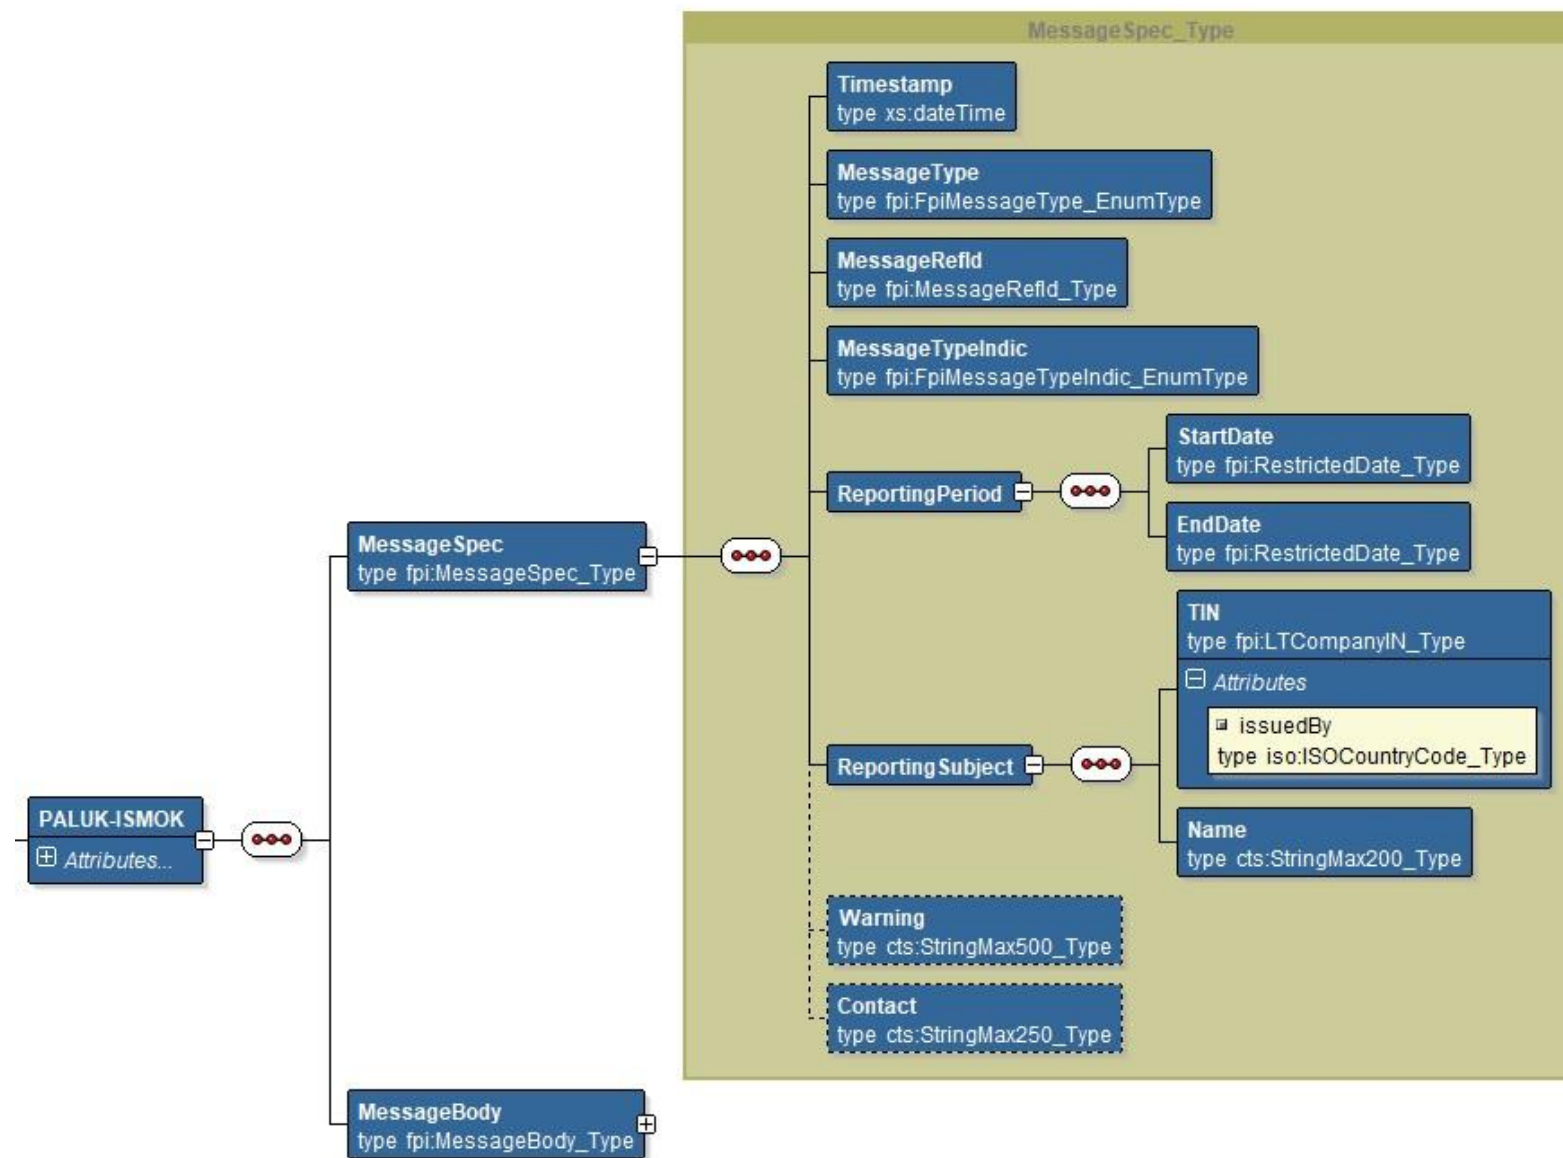 MessageSpec_Type
Timestamp
type xs:dateTime
MessageType
type fpi:FpiMessageType_EnumType
MessageRefId
type fpi:MessageRefId_Type
MessageTypeIndic
type fpi:FpiMessageTypeIndic_EnumType
ReportingPeriod
StartDate
type fpi:RestrictedDate_Type
EndDate
type fpi:RestrictedDate_Type
MessageSpec
type fpi:MessageSpec_Type
TIN
type fpi:LTCompanyIN_Type
Attributes
issuedBy
type iso:ISOCountryCode_Type
ReportingSubject
Name
type cts:StringMax200_Type
PALUK-ISMOK
Attributes...
Warning
type cts:StringMax500_Type
Contact
type cts:StringMax250_Type
MessageBody
type fpi:MessageBody_Type